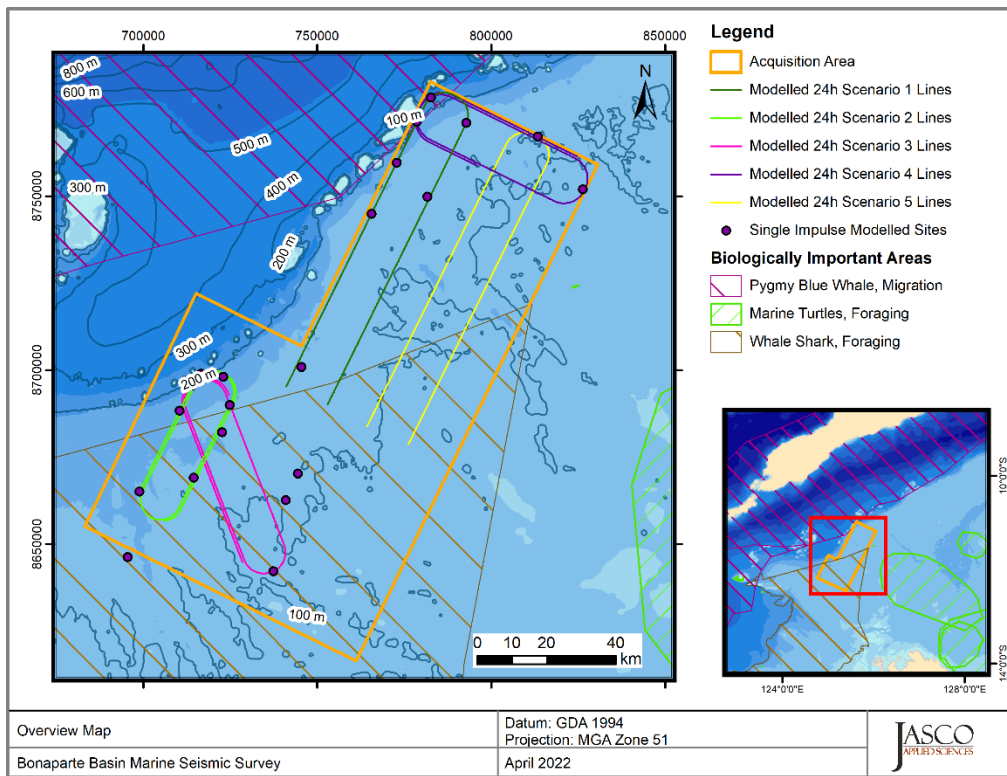 700000 750000 800000 850000
8750000
8700000
8650000
800 m
600 m
500 m
400 m
300 m
200 m
100 m
N
300 m
200 m
100 m
0 10 20 40
km
Legend
Acquisition Area
Modelled 24h Scenario 1 Lines
Modelled 24h Scenario 2 Lines
Modelled 24h Scenario 3 Lines
Modelled 24h Scenario 4 Lines
Modelled 24h Scenario 5 Lines
Single Impulse Modelled Sites
Biologically Important Areas
Pygmy Blue Whale, Migration
Marine Turtles, Foraging
Whale Shark, Foraging
10°0'0"S
14°0'0"S
124°0'0"E 128°0'0"E
Overview Map
Datum: GDA 1994
Projection: MGA Zone 51
Bonaparte Basin Marine Seismic Survey
April 2022
JASCO
APPLIED SCIENCES